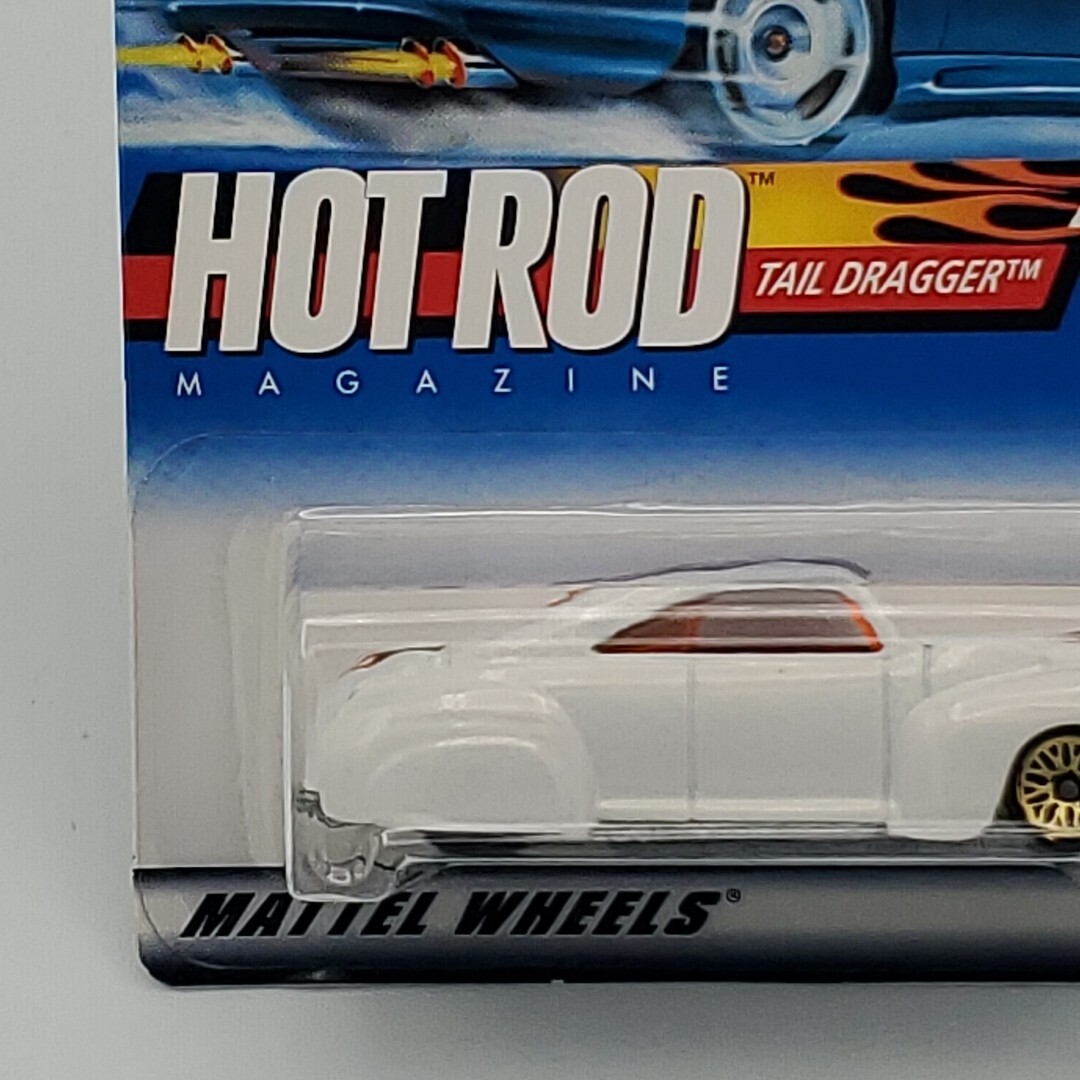 HOT ROD™
TAIL DRAGGER™
MAGAZINE
MATTEL WHEELS®